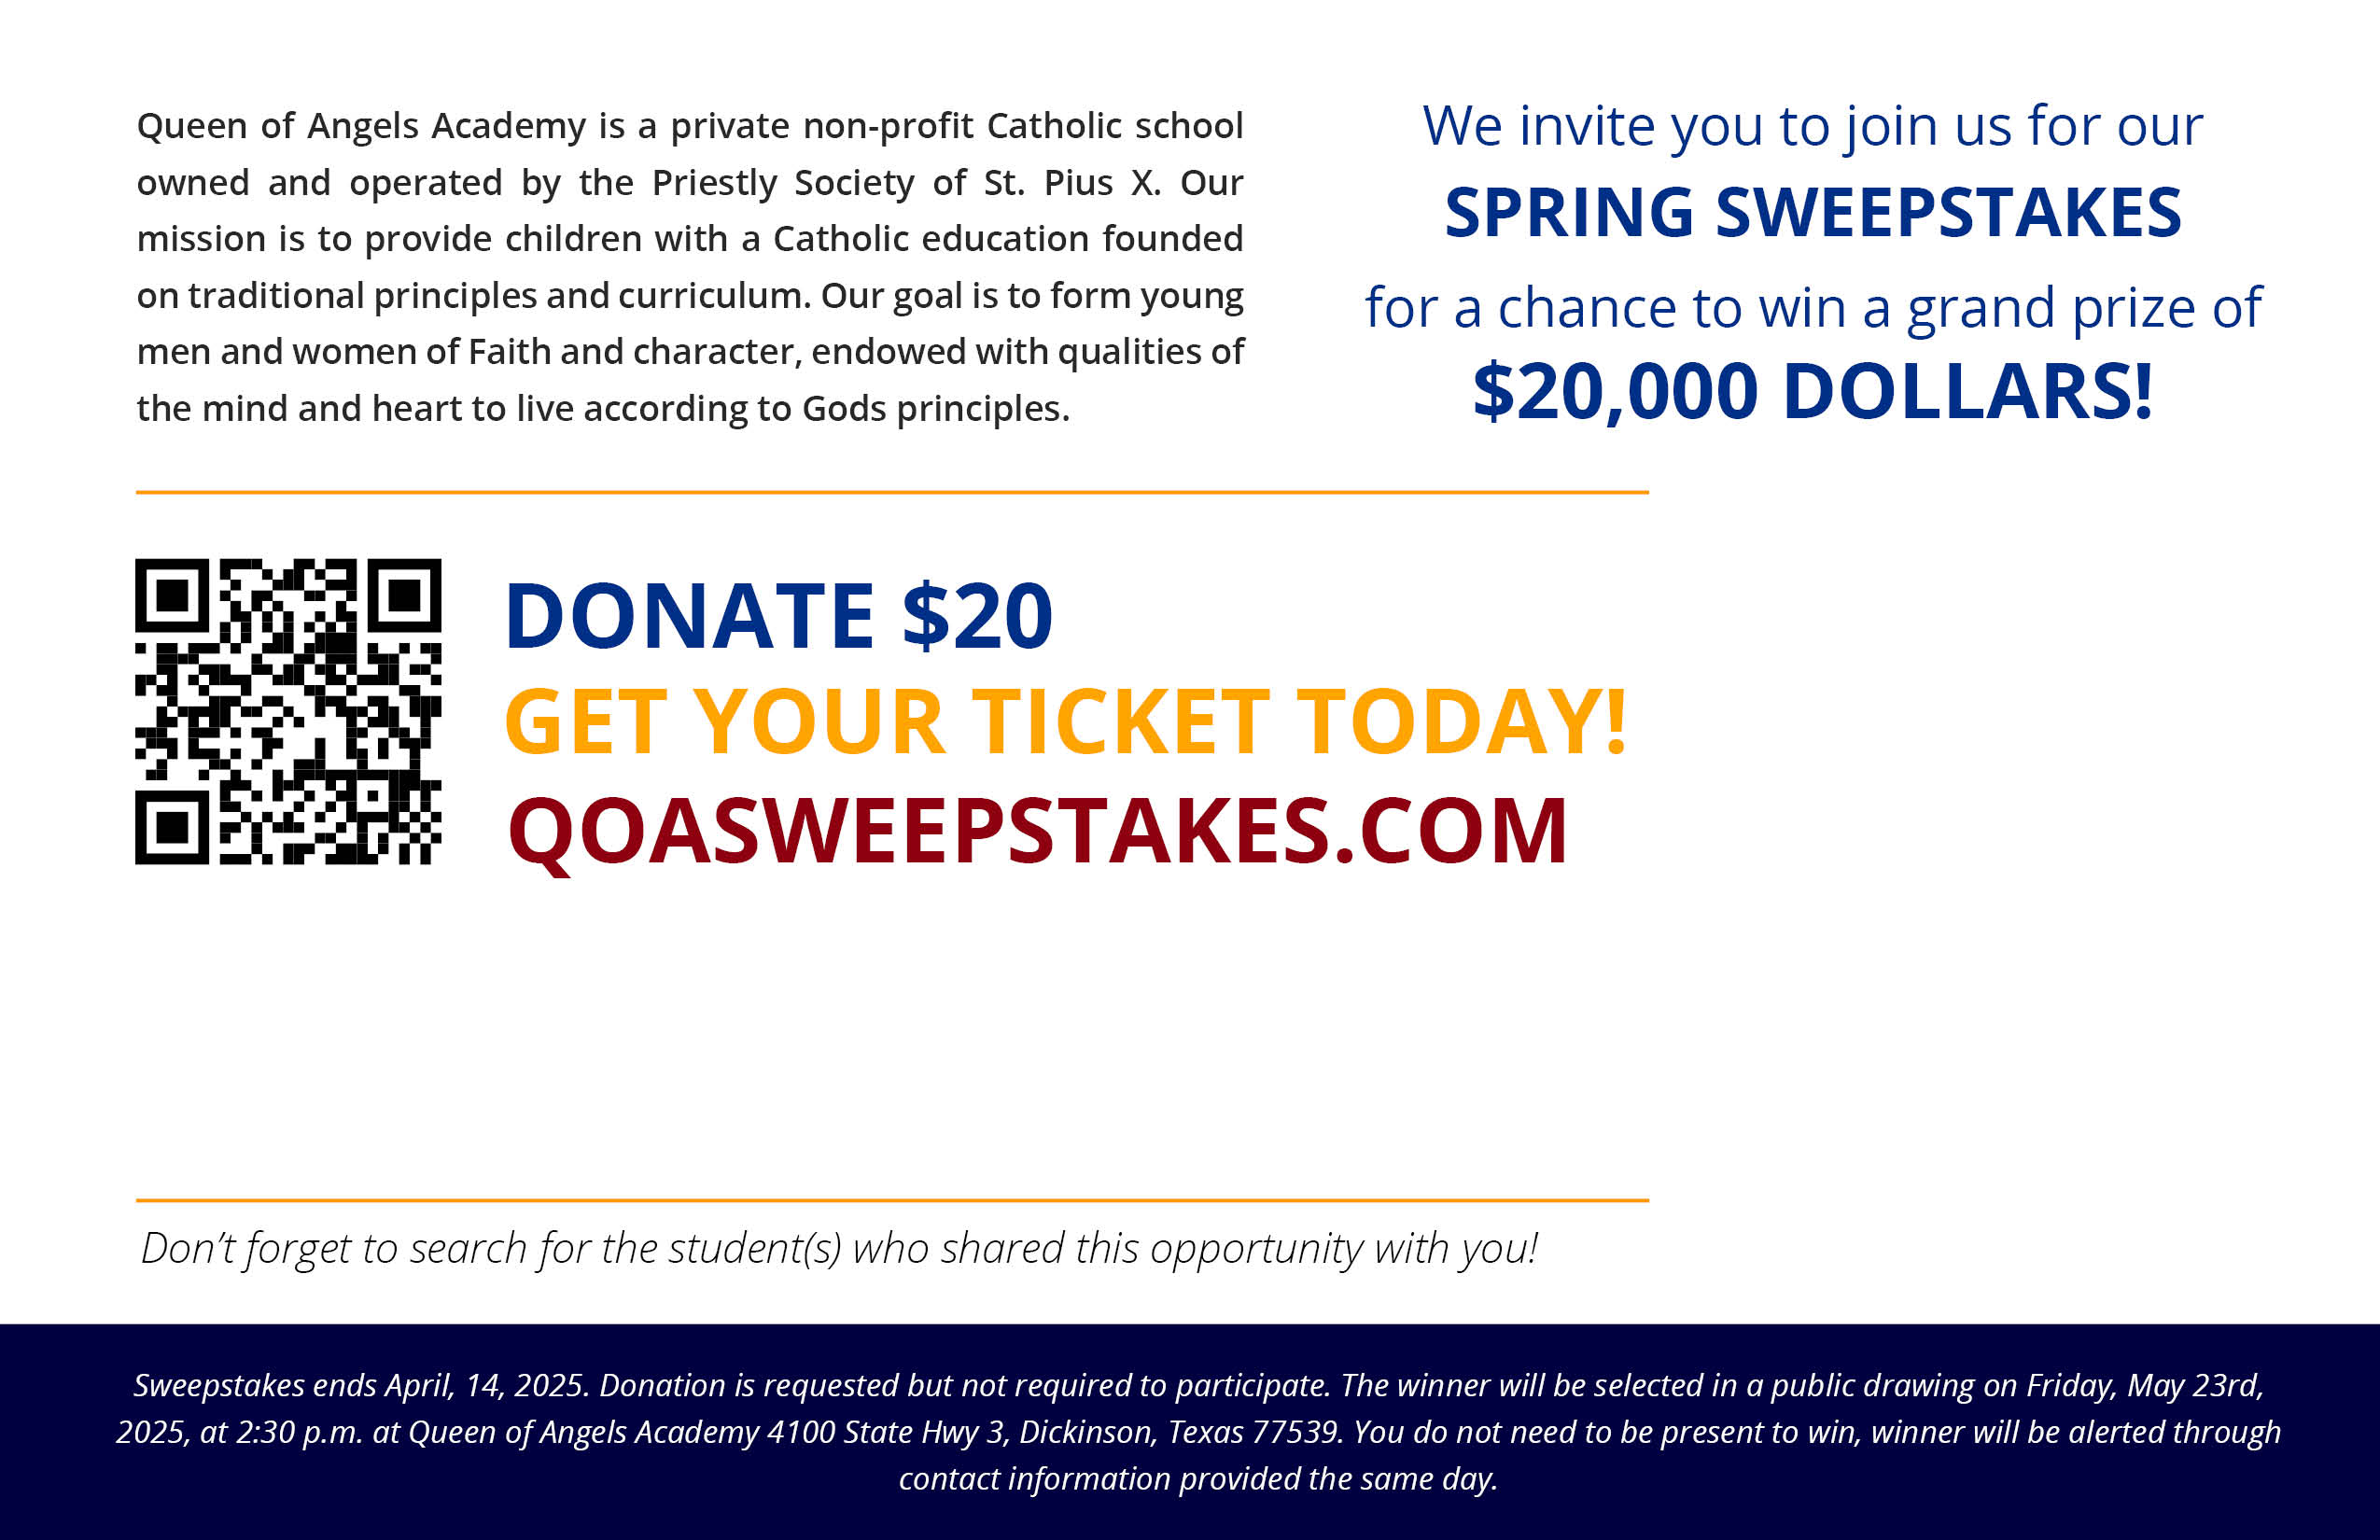 Queen of Angels Academy is a private non-profit Catholic school
owned and operated by the Priestly Society of St. Pius X. Our
mission is to provide children with a Catholic education founded
on traditional principles and curriculum. Our goal is to form young
men and women of Faith and character, endowed with qualities of
the mind and heart to live according to Gods principles.
We invite you to join us for our
SPRING SWEEPSTAKES
for a chance to win a grand prize of
$20,000 DOLLARS!
DONATE $20
GET YOUR TICKET TODAY!
QOASWEEPSTAKES.COM
Don't forget to search for the student(s) who shared this opportunity with you!
Sweepstakes ends April, 14, 2025. Donation is requested but not required to participate. The winner will be selected in a public drawing on Friday, May 23rd,
2025, at 2:30 p.m. at Queen of Angels Academy 4100 State Hwy 3, Dickinson, Texas 77539. You do not need to be present to win, winner will be alerted through
contact information provided the same day.